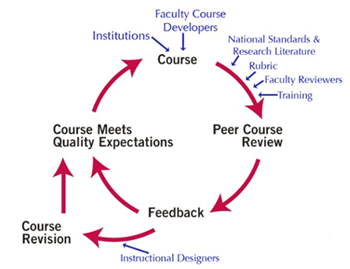 Faculty Course
Developers
Institutions
Course
National Standards &
Research Literature
Rubric
Faculty Reviewers
Training
Course Meets
Quality Expectations
Peer Course
Review
Feedback
Course
Revision
Instructional Designers